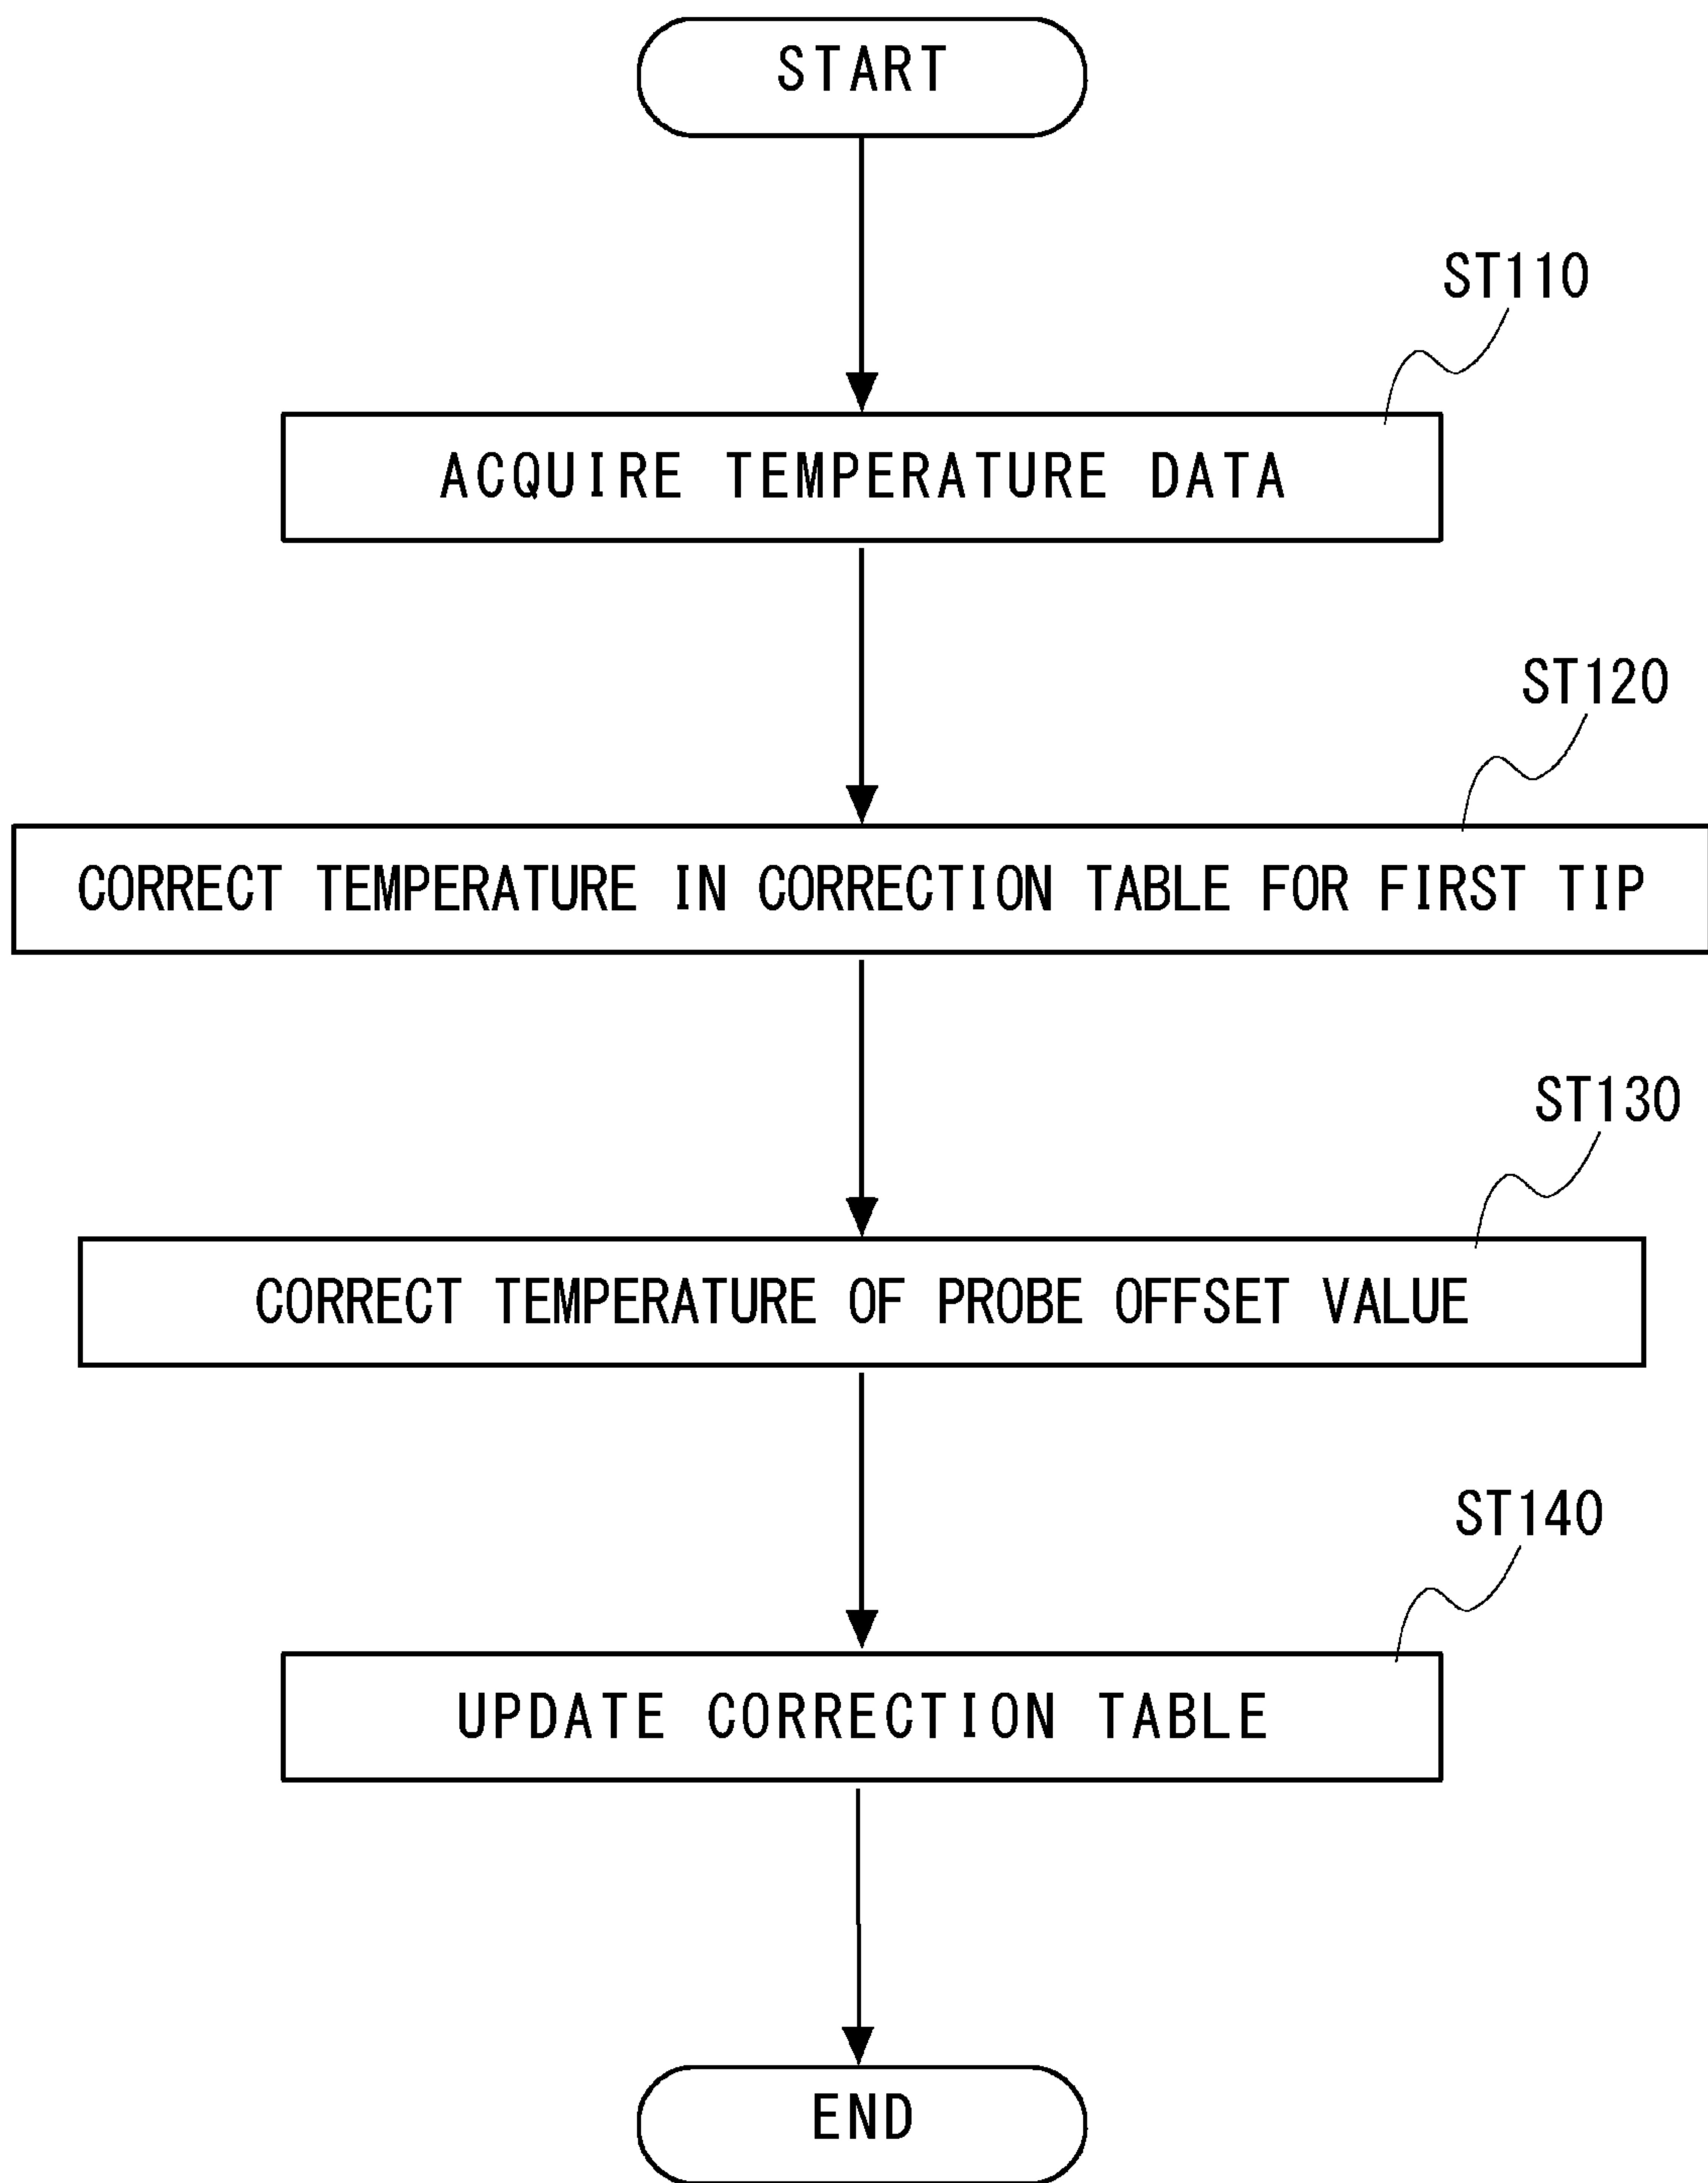 START
ST110
ACQUIRE TEMPERATURE DATA
ST120
CORRECT TEMPERATURE IN CORRECTION TABLE FOR FIRST TIP
ST130
CORRECT TEMPERATURE OF PROBE OFFSET VALUE
ST140
UPDATE CORRECTION TABLE
END